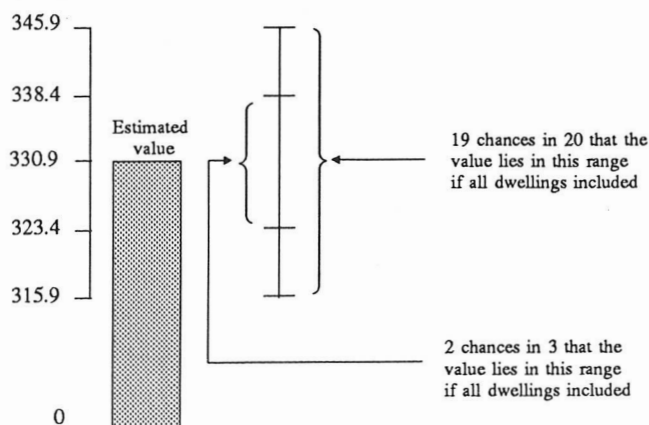 345.9
338.4
Estimated
value
330.9
323.4
315.9
0
19 chances in 20 that the
value lies in this range
if all dwellings included
2 chances in 3 that the
value lies in this range
if all dwellings included